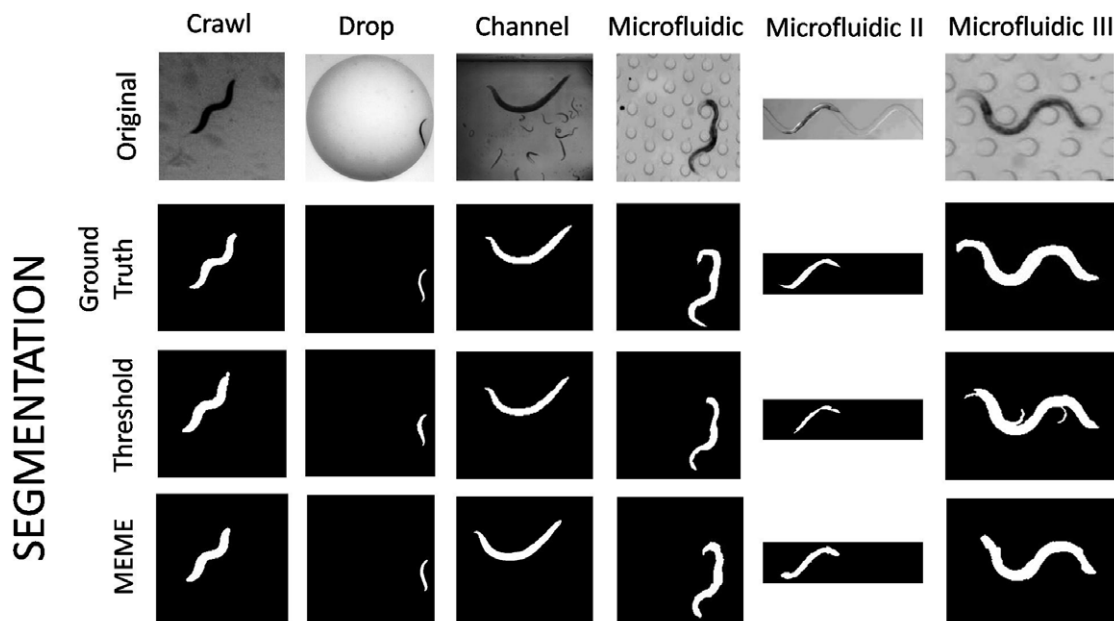 Crawl Drop Channel Microfluidic Microfluidic II Microfluidic III
Original
Ground
Truth
Threshold
MEME
SEGMENTATION